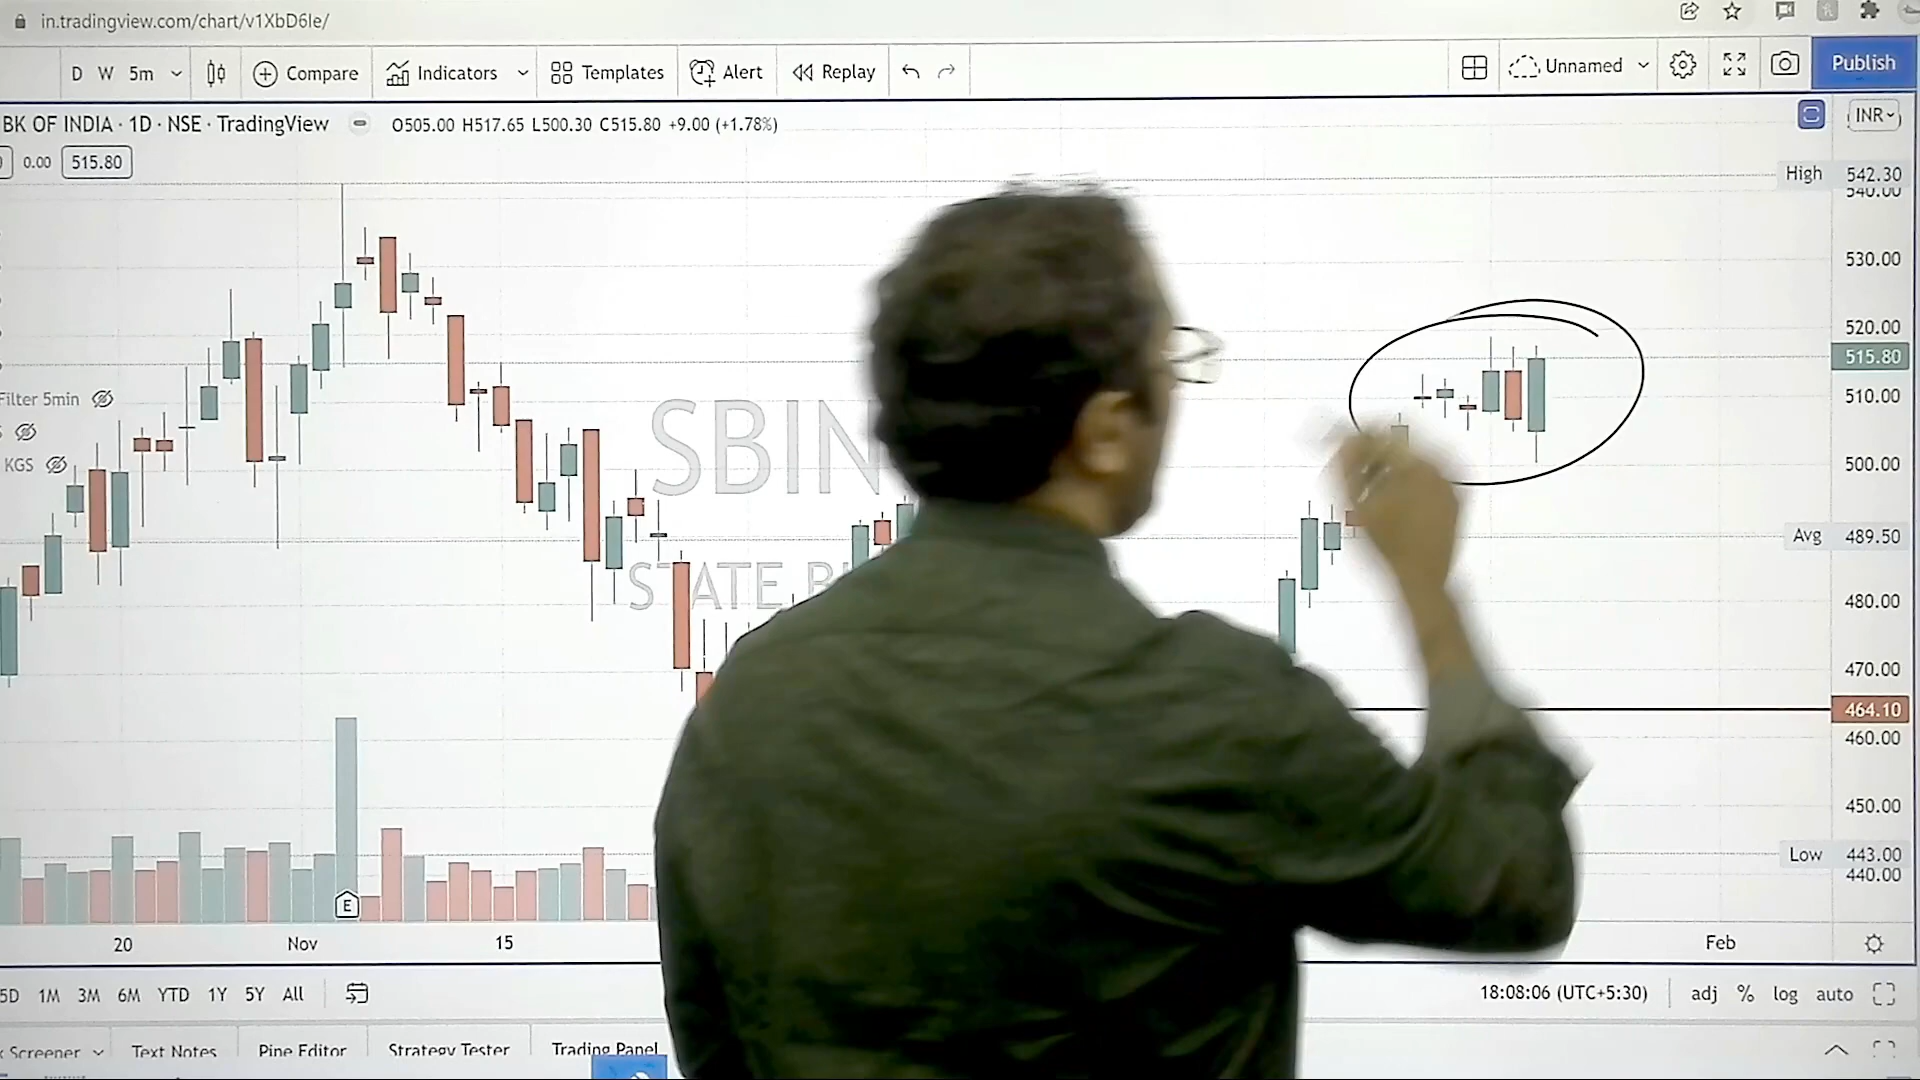 in.tradingview.com/chart/v1XbD6Ie/
D W 5m Compare Indicators Templates Alert Replay Unnamed Publish
BK OF INDIA · 1D · NSE · TradingView O505.00 H517.65 L500.30 C515.80 +9.00 (+1.78%) INR
0.00 515.80
High 542.30
540.00
530.00
520.00
515.80
510.00
Filter 5min
KGS
SBIN
500.00
Avg 489.50
STATE B
480.00
470.00
464.10
460.00
450.00
Low 443.00
440.00
E
20 Nov 15 Feb
5D 1M 3M 6M YTD 1Y 5Y All 18:08:06 (UTC+5:30) adj % log auto
Screener Text Notes Pine Editor Strategy Tester Trading Panel